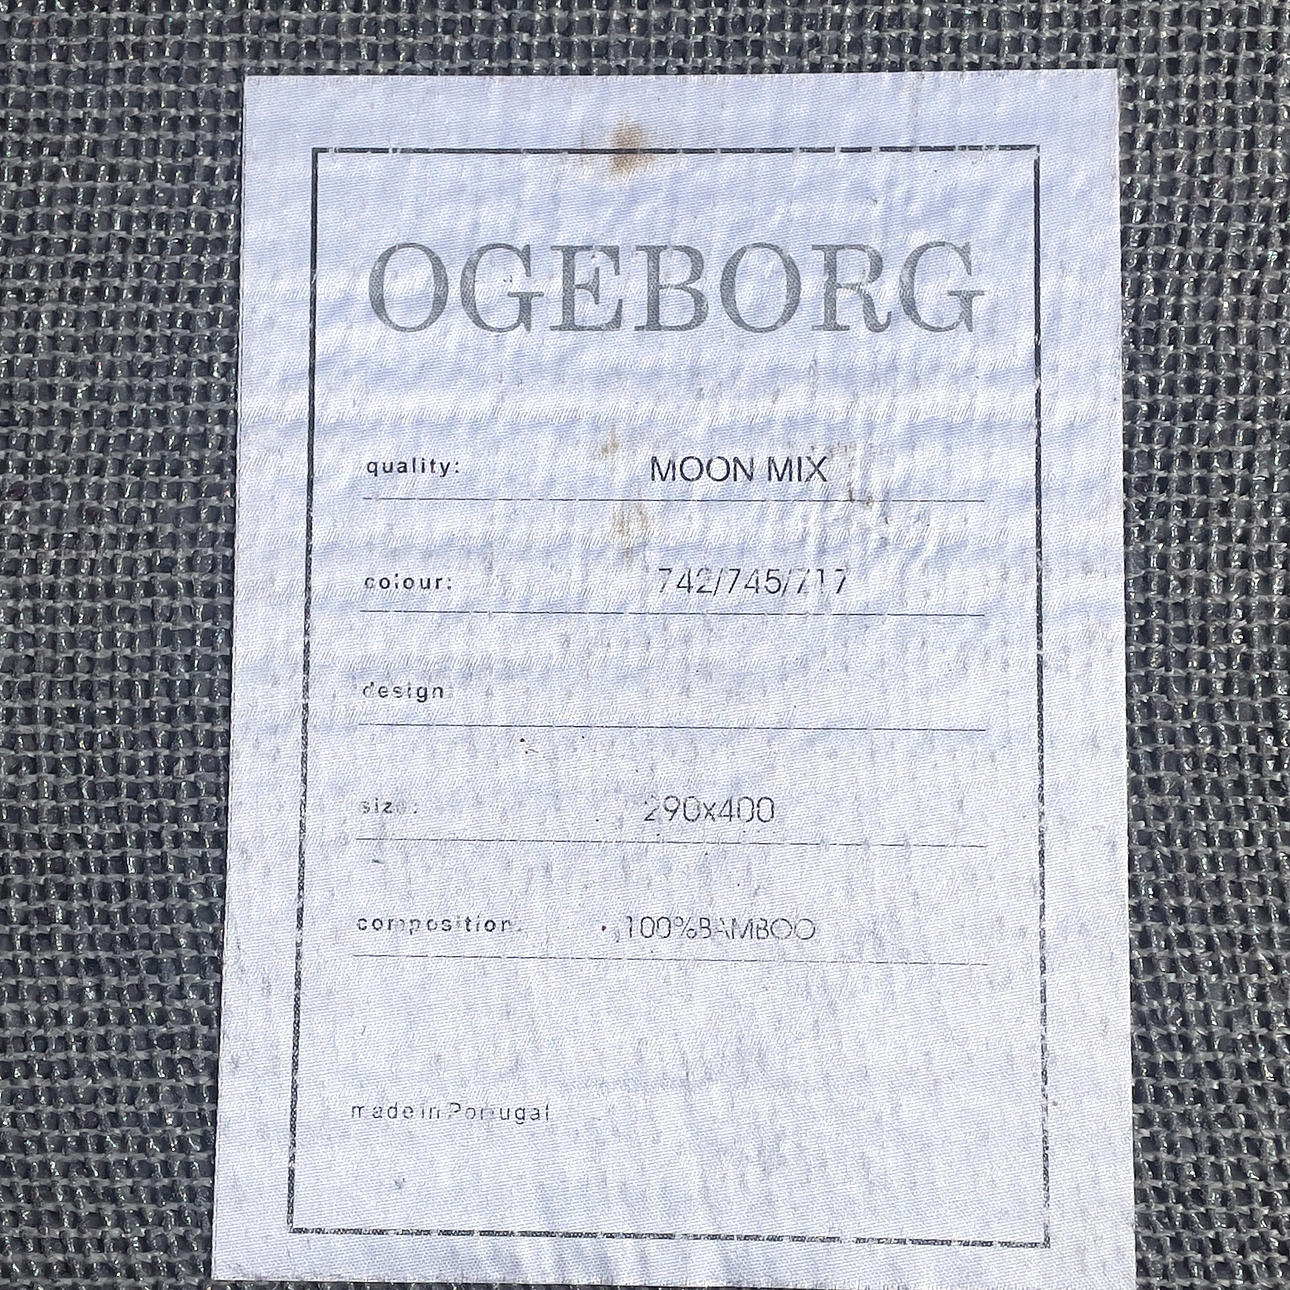 OGEBORG
quality: MOON MIX
colour: 742/745/717
design
size: 290x400
composition: 100%BAMBOO
made in Portugal